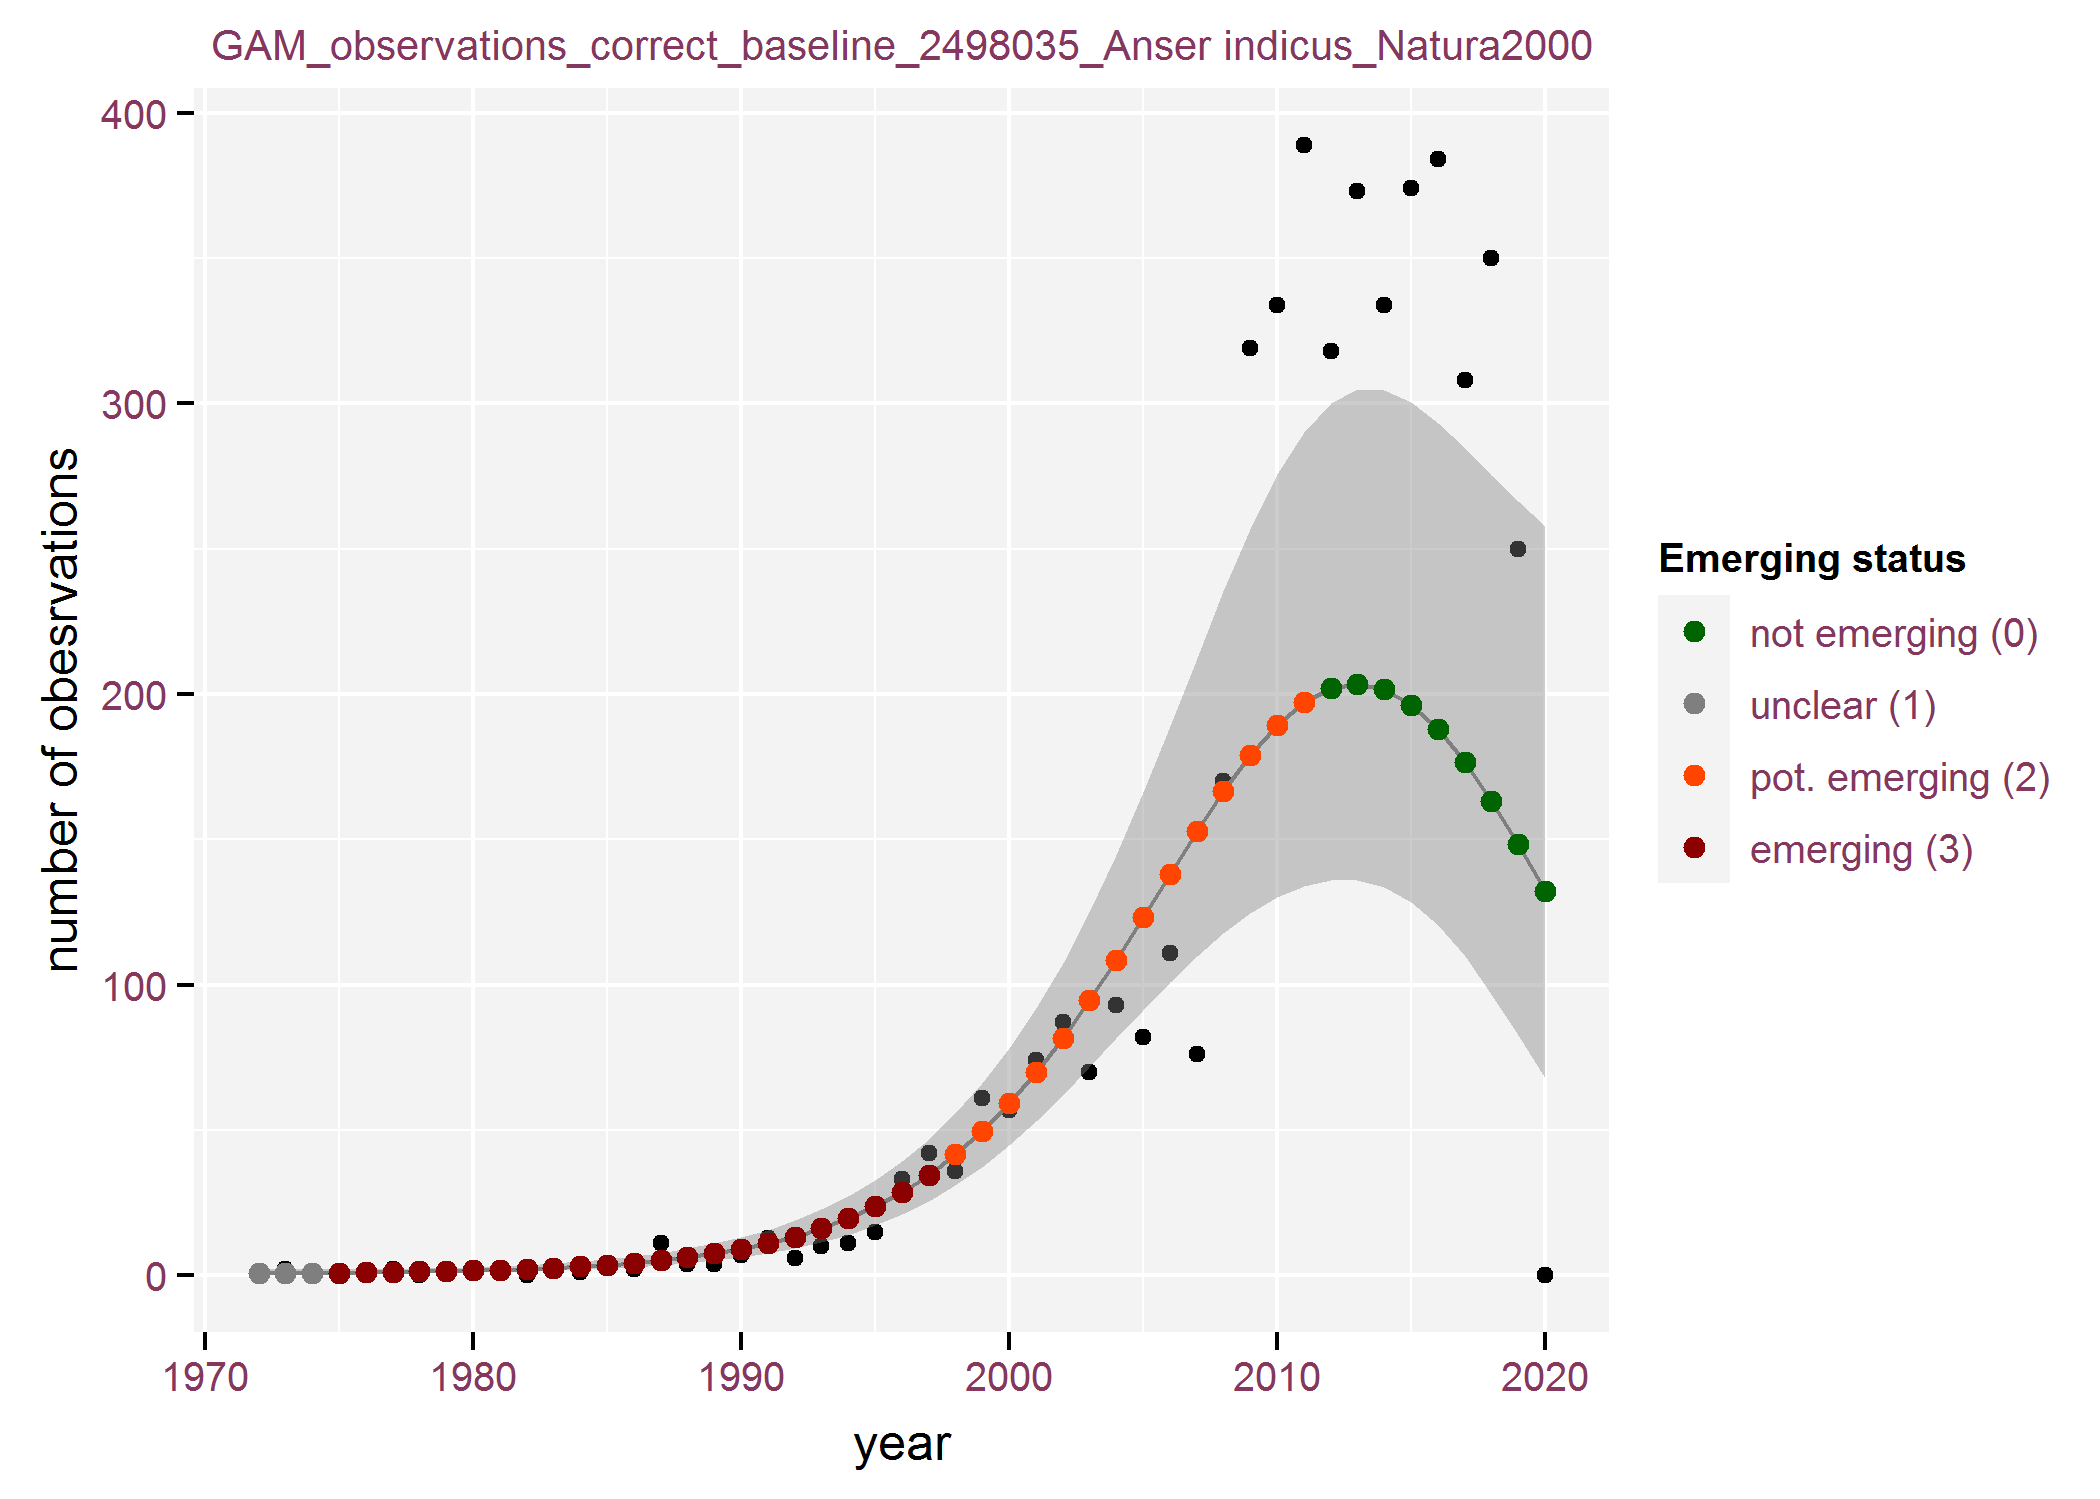 GAM_observations_correct_baseline_2498035_Anser indicus_Natura2000
400
300
200
100
0
number of obesrvations
1970 1980 1990 2000 2010 2020
year
Emerging status
not emerging (0)
unclear (1)
pot. emerging (2)
emerging (3)